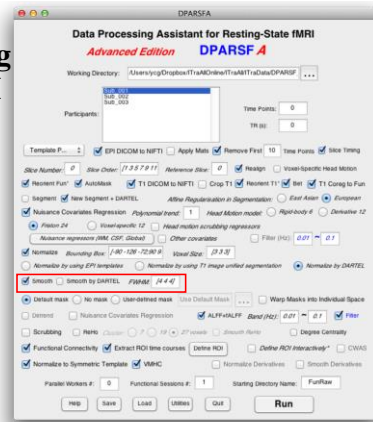 DPARSFA
Data Processing Assistant for Resting-State fMRI
Advanced Edition DPARSF A
Working Directory: /Users/ycg/Dropbox/ITraAllOnline/ITraAllITraData/DPARSF ...
Sub_001
Sub_002
Sub_003
Participants:
Time Points: 0
TR (s): 0
Template P... EPI DICOM to NIFTI Apply Mats Remove First 10 Time Points Slice Timing
Slice Number: 0 Slice Order: [1 3 5 7 9 11 Reference Slice: 0 Realign Voxel-Specific Head Motion
Reorient Fun* AutoMask T1 DICOM to NIFTI Crop T1 Reorient T1* Bet T1 Coreg to Fun
Segment New Segment + DARTEL Affine Regularisation in Segmentation: East Asian European
Nuisance Covariates Regression Polynomial trend: 1 Head Motion model: Rigid-body 6 Derivative 12
Friston 24 Voxel-specific 12 Head motion scrubbing regressors
Nuisance regressors (WM, CSF, Global) Other covariates Filter (Hz): 0.01 ~ 0.1
Normalize Bounding Box: [-90 -126 -72;90 9 Voxel Size: [3 3 3]
Normalize by using EPI templates Normalize by using T1 image unified segmentation Normalize by DARTEL
Smooth Smooth by DARTEL FWHM: [4 4 4]
Default mask No mask User-defined mask Use Default Mask ... Warp Masks into Individual Space
Detrend Nuisance Covariates Regression ALFF+fALFF Band (Hz): 0.01 ~ 0.1 Filter
Scrubbing ReHo Cluster: 7 19 27 voxels Smooth ReHo Degree Centrality
Functional Connectivity Extract ROI time courses Define ROI Define ROI Interactively* CWAS
Normalize to Symmetric Template VMHC Normalize Derivatives Smooth Derivatives
Parallel Workers #: 0 Functional Sessions #: 1 Starting Directory Name: FunRaw
Help Save Load Utilities Quit Run